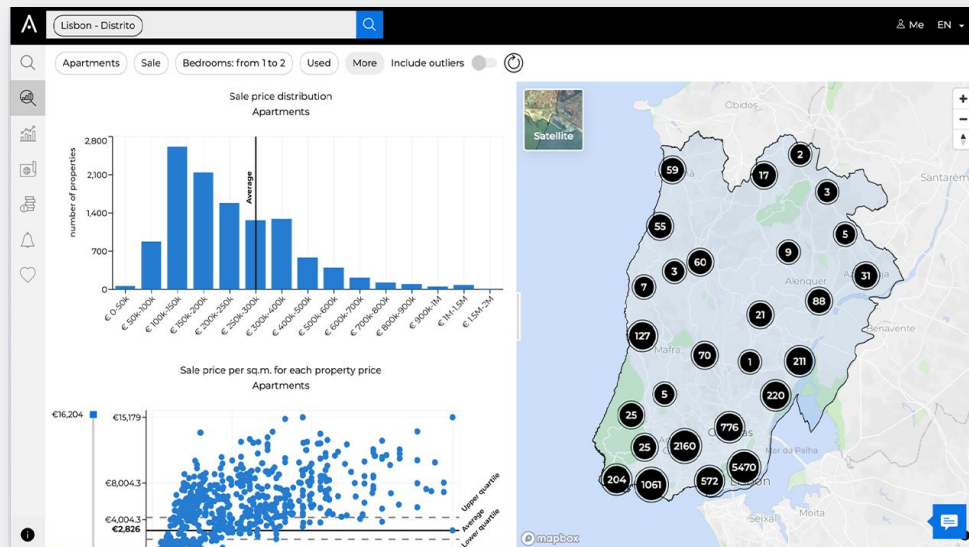 Lisbon - Distrito
Me
EN
Apartments
Sale
Bedrooms: from 1 to 2
Used
More
Include outliers
Sale price distribution
Apartments
number of properties
2,800
2,100
1400
700
0
Average
€ 0-50k
€ 50k-100k
€ 100k-150k
€ 150k-200k
€ 200k-250k
€ 250k-300k
€ 300k-400k
€ 400k-500k
€ 500k-600k
€ 600k-700k
€ 700k-800k
€ 800k-900k
€ 900k-1M
€ 1M-1.5M
€ 1.5M-2M
Sale price per sq.m. for each property price
Apartments
€16,204
€15,179
€8,004.3
€4,004.3
€2,826
Upper quartile
Average
Lower quartile
Satellite
Óbidos
Santarém
2
59
17
3
55
5
9
60
3
31
7
Alenquer
88
21
Benavente
127
Mafra
70
1
211
5
220
25
776
25
2160
Mar da Palha
5470
204
1061
572
Lisbon
Seixal
Moita
mapbox